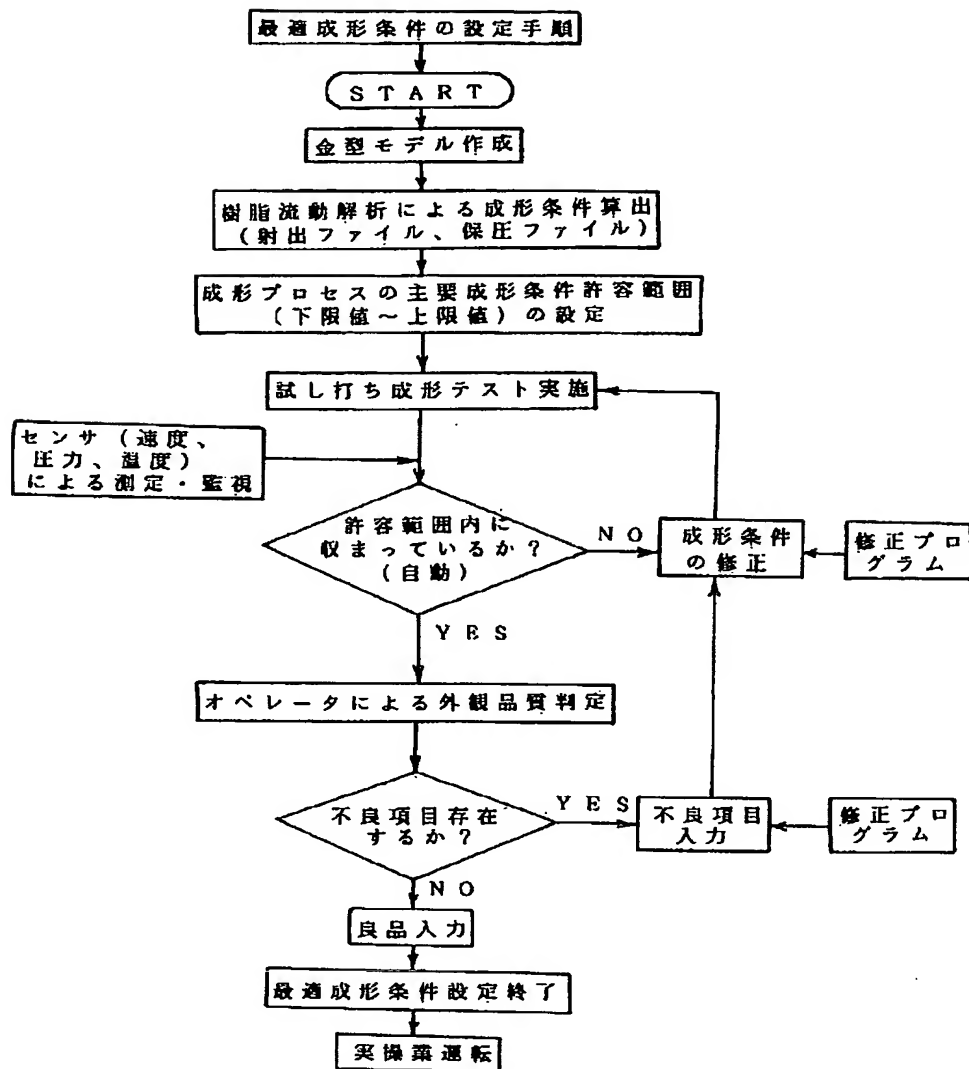 最適成形条件の設定手順
START
金型モデル作成
樹脂流動解析による成形条件算出
(射出ファイル、保圧ファイル)
成形プロセスの主要成形条件許容範囲
(下限値～上限値)の設定
試し打ち成形テスト実施
センサ(速度、
圧力、温度)
による測定・監視
許容範囲内に
収まっているか?
(自動)
NO
成形条件
の修正
修正プロ
グラム
YES
オペレータによる外観品質判定
不良項目存在
するか?
YES
不良項目
入力
修正プロ
グラム
NO
良品入力
最適成形条件設定終了
実操業運転